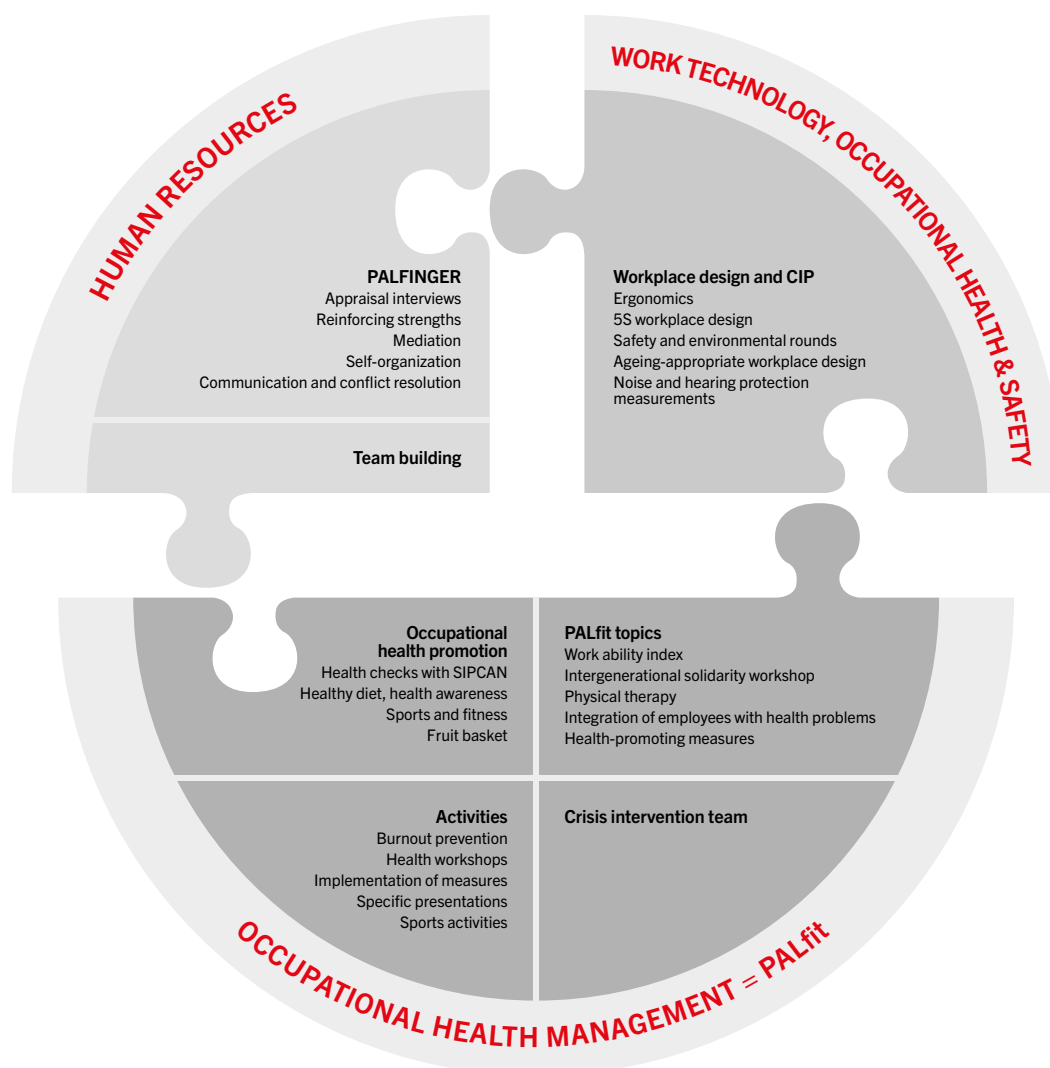 HUMAN RESOURCES
PALFINGER
Appraisal interviews
Reinforcing strengths
Mediation
Self-organization
Communication and conflict resolution
Team building
WORK TECHNOLOGY, OCCUPATIONAL HEALTH & SAFETY
Workplace design and CIP
Ergonomics
5S workplace design
Safety and environmental rounds
Ageing-appropriate workplace design
Noise and hearing protection
measurements
Occupational
health promotion
Health checks with SIPCAN
Healthy diet, health awareness
Sports and fitness
Fruit basket
PALfit topics
Work ability index
Intergenerational solidarity workshop
Physical therapy
Integration of employees with health problems
Health-promoting measures
Activities
Burnout prevention
Health workshops
Implementation of measures
Specific presentations
Sports activities
Crisis intervention team
OCCUPATIONAL HEALTH MANAGEMENT = PALfit